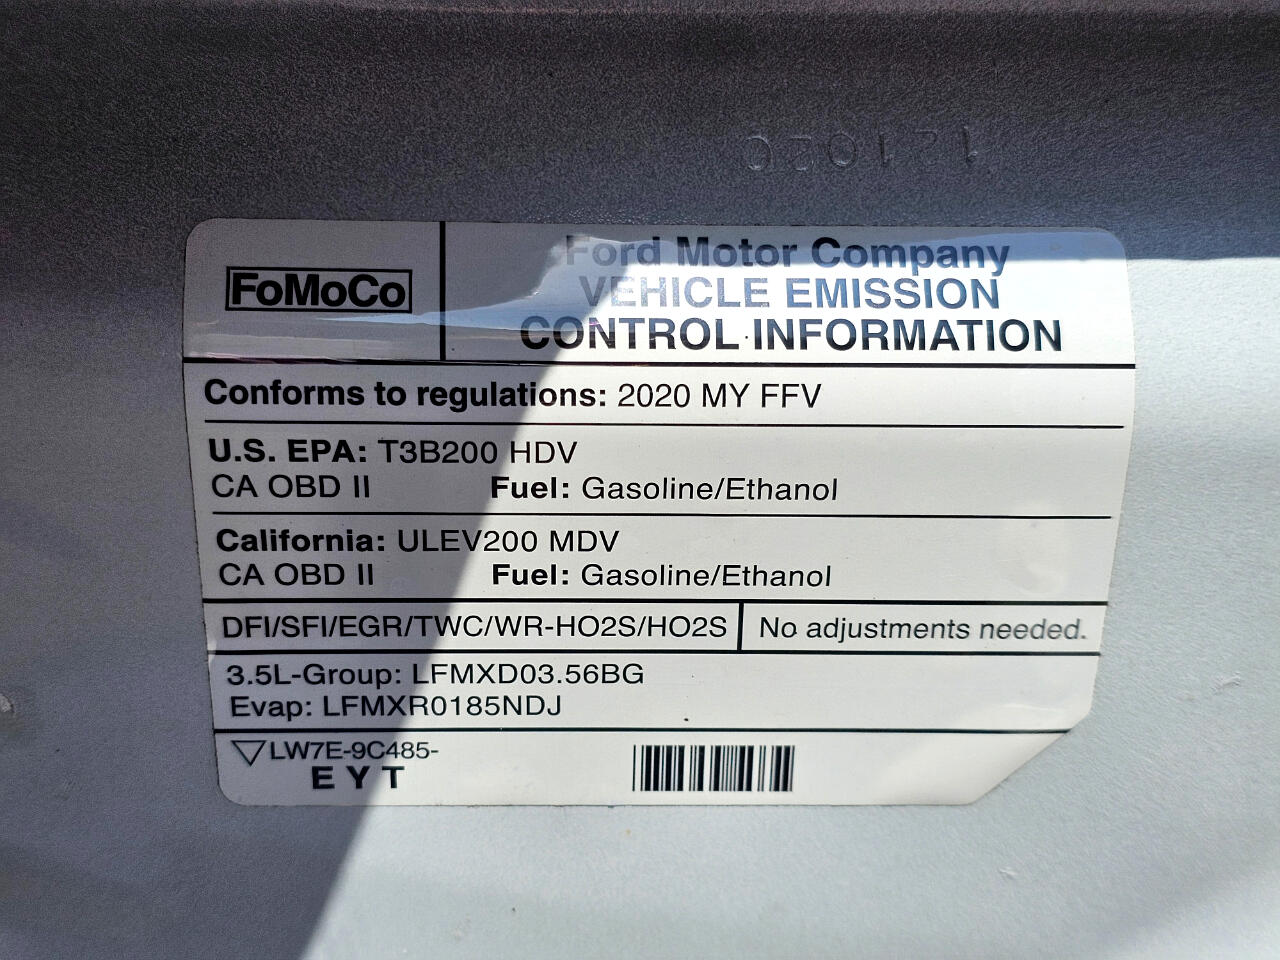 121020
FoMoCo
Ford Motor Company
VEHICLE EMISSION
CONTROL INFORMATION
Conforms to regulations: 2020 MY FFV
U.S. EPA: T3B200 HDV
CA OBD II Fuel: Gasoline/Ethanol
California: ULEV200 MDV
CA OBD II Fuel: Gasoline/Ethanol
DFI/SFI/EGR/TWC/WR-HO2S/HO2S No adjustments needed.
3.5L-Group: LFMXD03.56BG
Evap: LFMXR0185NDJ
LW7E-9C485-
E Y T